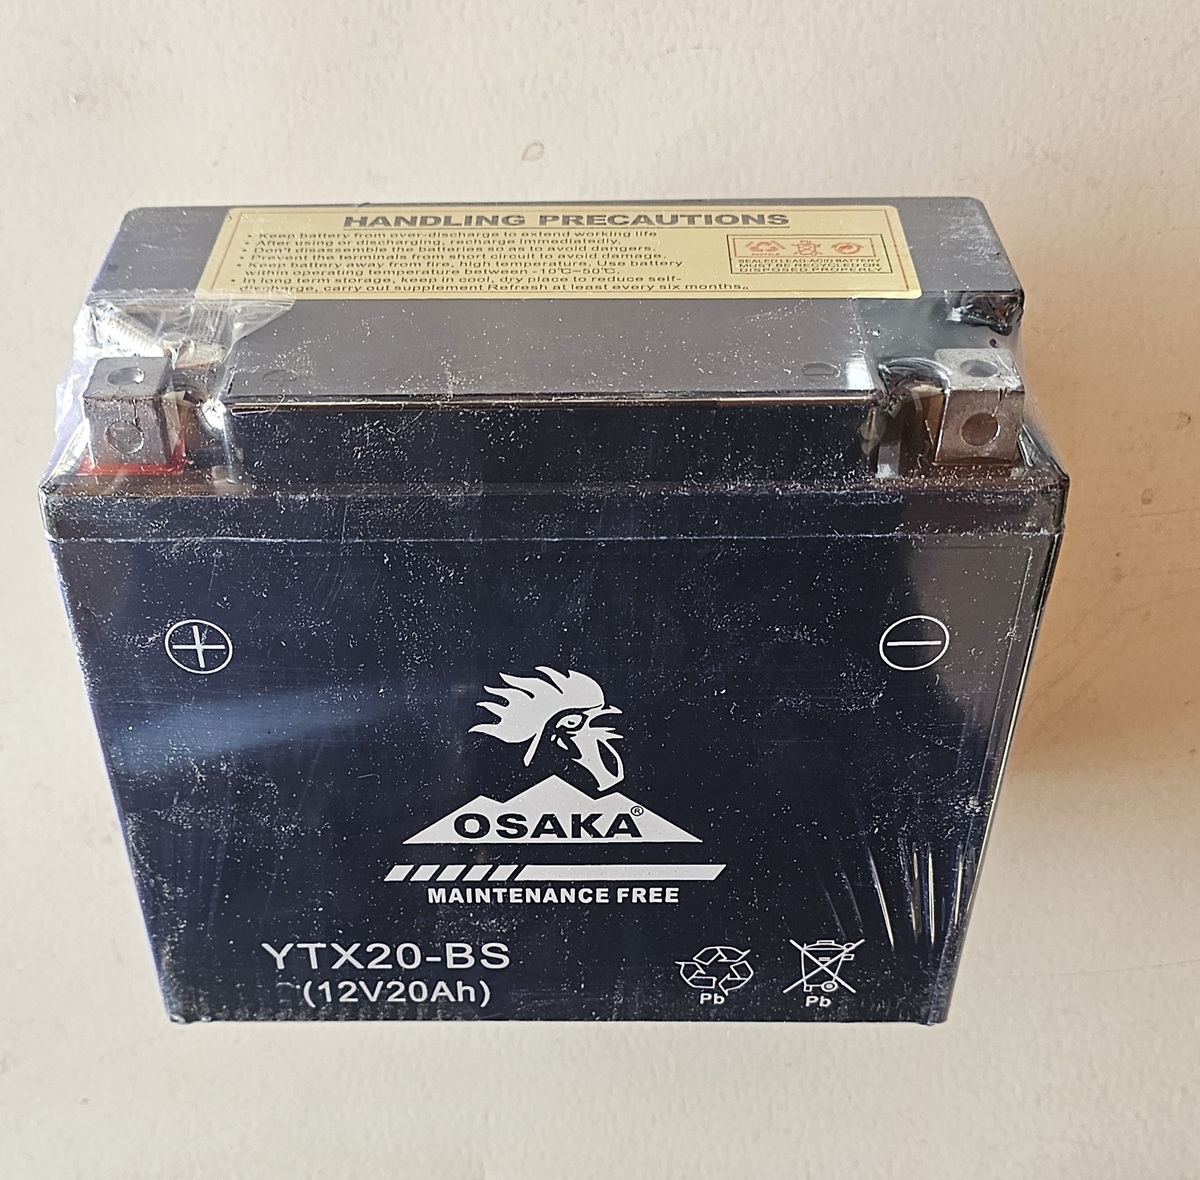 HANDLING PRECAUTIONS
• Keep battery from over-discharge to extend working life
• After using or discharging, recharge immediately.
• Don't disassemble the batteries so as to avoid dangers.
• Prevent the terminals from short circuit to avoid damage.
• Keep battery away from fire, high temperature. Use battery
within operating temperature between -10℃~50℃.
• In long term storage, keep in cool, dry place to reduce self-
discharge, carry out supplement Refresh at least every six months。
SEALED LEAD ACID BATTERY
MUST BE RECYCLED OR
DISPOSED PROPERLY
OSAKA®
MAINTENANCE FREE
YTX20-BS
(12V20Ah)
Pb
Pb